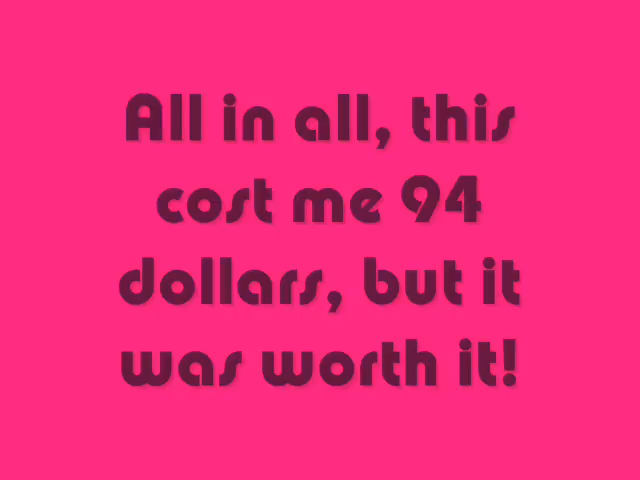 All in all, this
cost me 94
dollars, but it
was worth it!